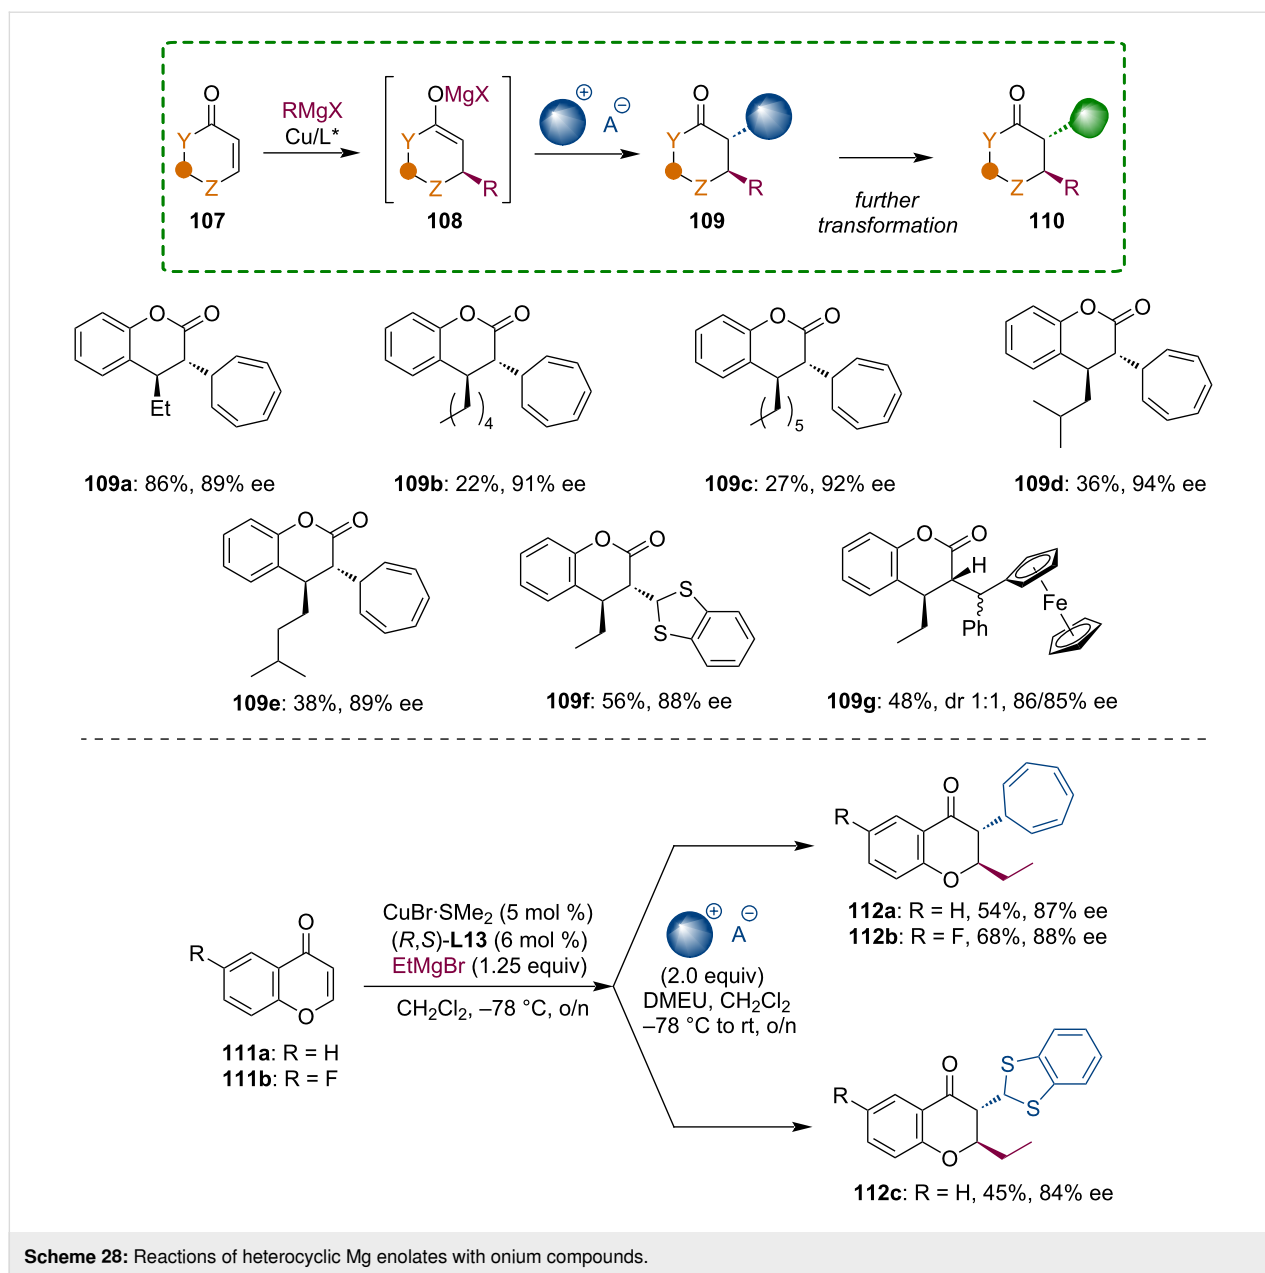 O
Y
Z
107
RMgX
Cu/L*
OMgX
Y
Z
R
108
+
A−
O
Y
Z
R
109
further
transformation
O
Y
Z
R
110
O O
Et
109a: 86%, 89% ee
O O
4
109b: 22%, 91% ee
O O
5
109c: 27%, 92% ee
O O
109d: 36%, 94% ee
O O
109e: 38%, 89% ee
O O
S
S
109f: 56%, 88% ee
O O
H
Ph
Fe
109g: 48%, dr 1:1, 86/85% ee
R
O
O
111a: R = H
111b: R = F
CuBr·SMe2 (5 mol %)
(R,S)-L13 (6 mol %)
EtMgBr (1.25 equiv)
CH2Cl2, –78 °C, o/n
+
A−
(2.0 equiv)
DMEU, CH2Cl2
–78 °C to rt, o/n
R
O
O
112a: R = H, 54%, 87% ee
112b: R = F, 68%, 88% ee
R
O
O
S
S
112c: R = H, 45%, 84% ee
Scheme 28: Reactions of heterocyclic Mg enolates with onium compounds.